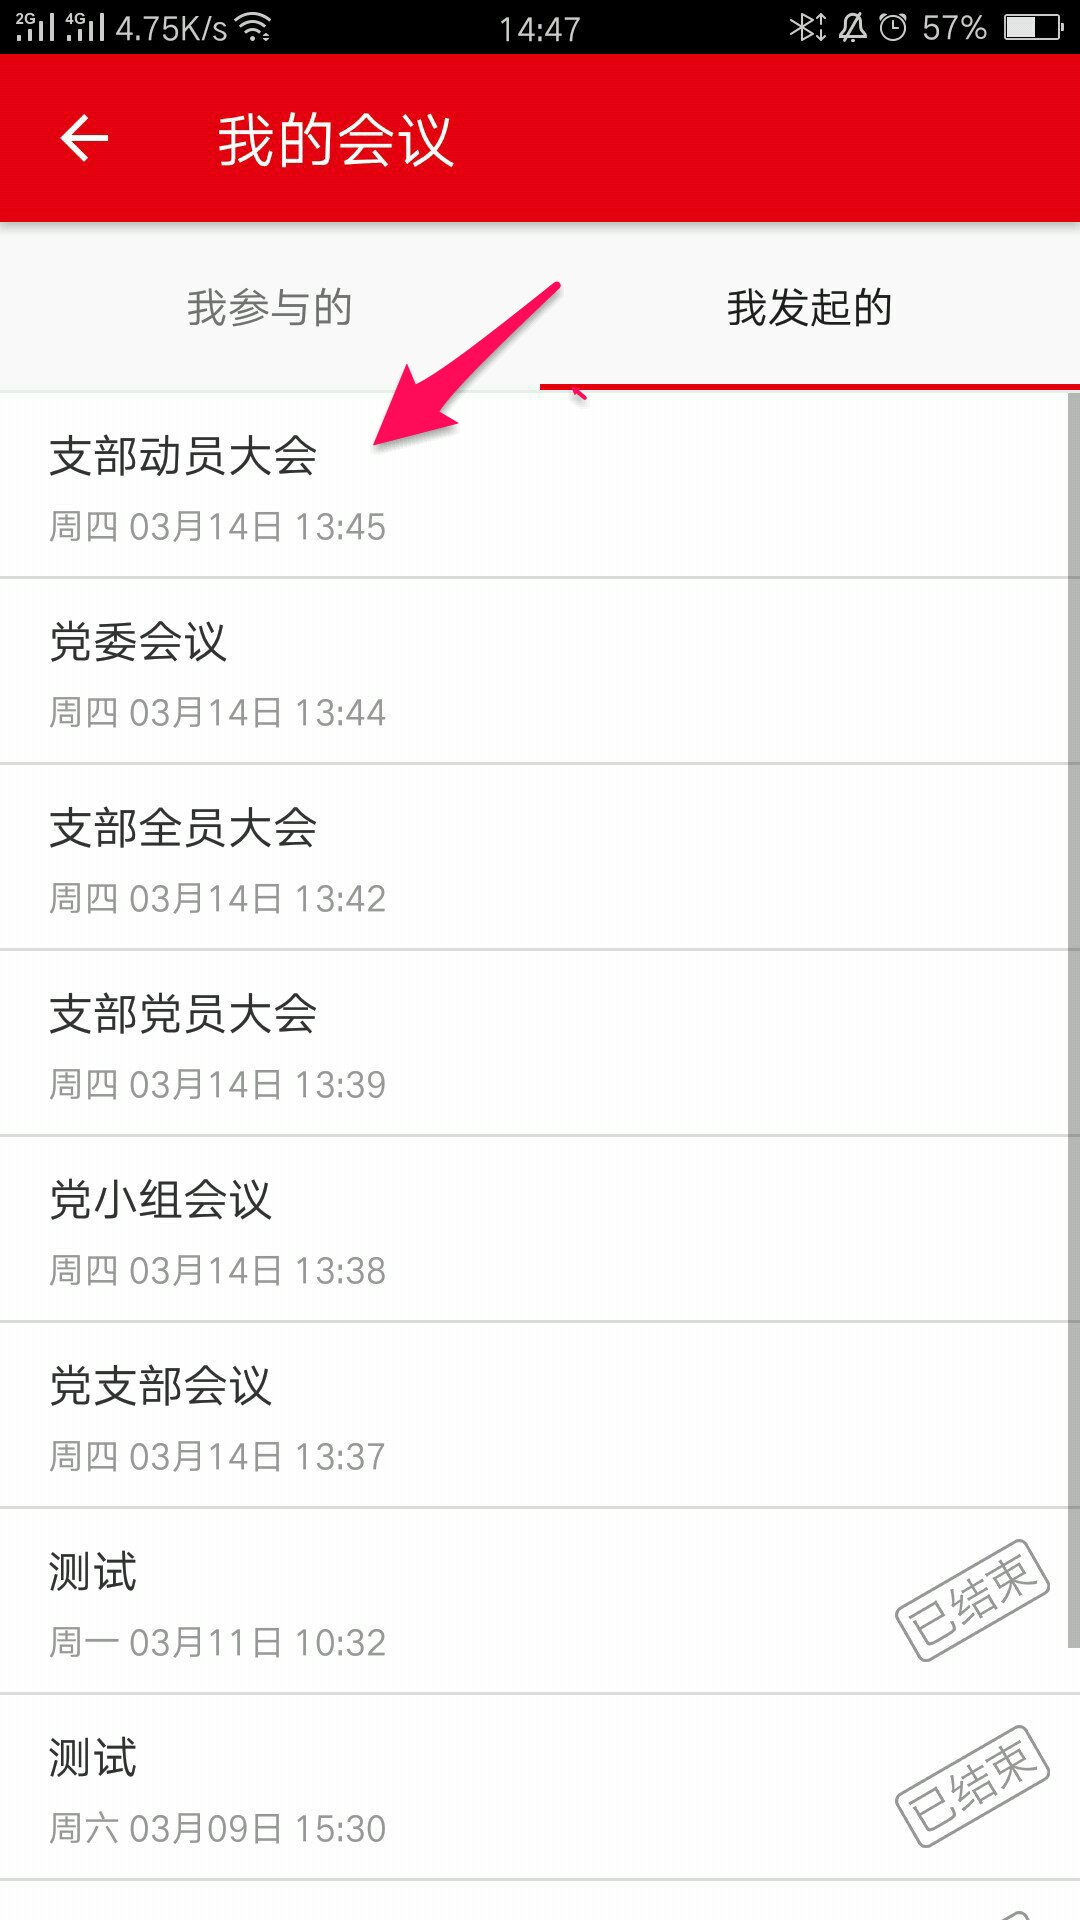 2G 4G 4.75K/s 14:47 57%
我的会议
我参与的 我发起的
支部动员大会
周四 03月14日 13:45
党委会议
周四 03月14日 13:44
支部全员大会
周四 03月14日 13:42
支部党员大会
周四 03月14日 13:39
党小组会议
周四 03月14日 13:38
党支部会议
周四 03月14日 13:37
测试
已结束
周一 03月11日 10:32
测试
已结束
周六 03月09日 15:30